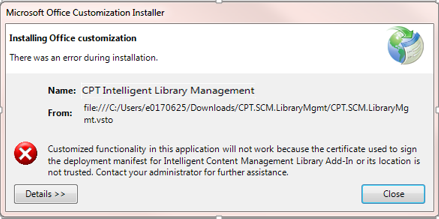 Microsoft Office Customization Installer
Installing Office customization
There was an error during installation.
Name: CPT Intelligent Library Management
From: file:///C:/Users/e0170625/Downloads/CPT.SCM.LibraryMgmt/CPT.SCM.LibraryMg
mt.vsto
Customized functionality in this application will not work because the certificate used to sign
the deployment manifest for Intelligent Content Management Library Add-In or its location is
not trusted. Contact your administrator for further assistance.
Details >> Close